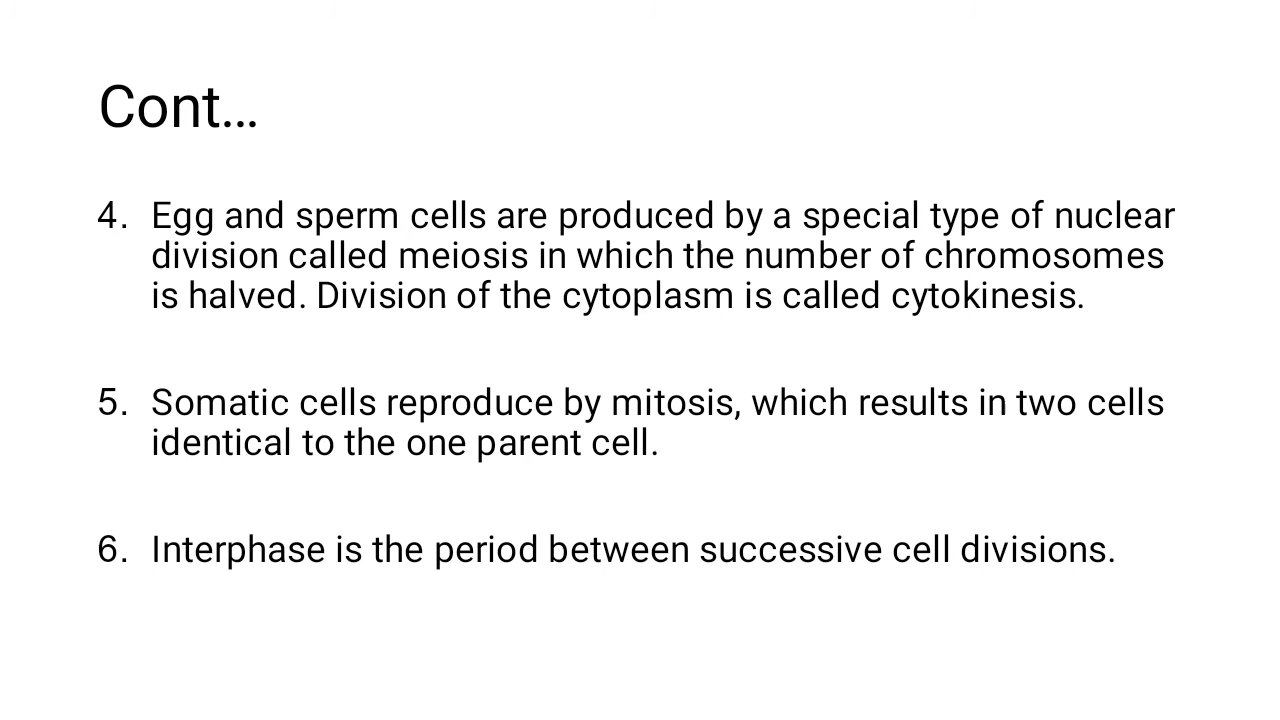 Cont…
4. Egg and sperm cells are produced by a special type of nuclear
division called meiosis in which the number of chromosomes
is halved. Division of the cytoplasm is called cytokinesis.
5. Somatic cells reproduce by mitosis, which results in two cells
identical to the one parent cell.
6. Interphase is the period between successive cell divisions.